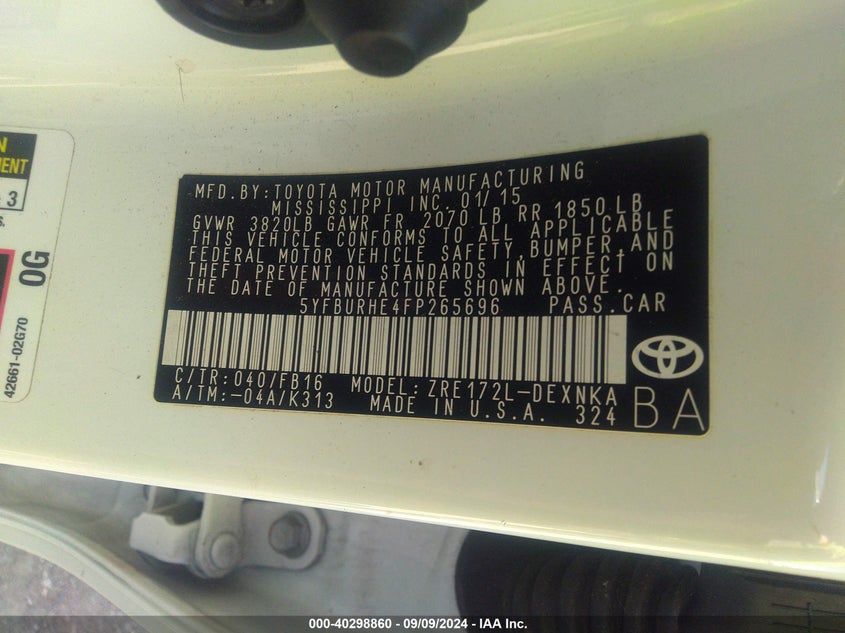 MFD. BY: TOYOTA MOTOR MANUFACTURING
MISSISSIPPI INC. 01/15
GVWR 3820LB GAWR FR 2070 LB RR 1850 LB
THIS VEHICLE CONFORMS TO ALL APPLICABLE
FEDERAL MOTOR VEHICLE SAFETY, BUMPER, AND
THEFT PREVENTION STANDARDS IN EFFECT ON
THE DATE OF MANUFACTURE SHOWN ABOVE.
5YFBURHE4FP265696 PASS. CAR
C/TR: 040/FB16 MODEL: ZRE172L-DEXNKA
A/TM: -04A/K313 MADE IN U.S.A. 324
BA
3
0G
42661-02G70
000-40298860 - 09/09/2024 - IAA Inc.